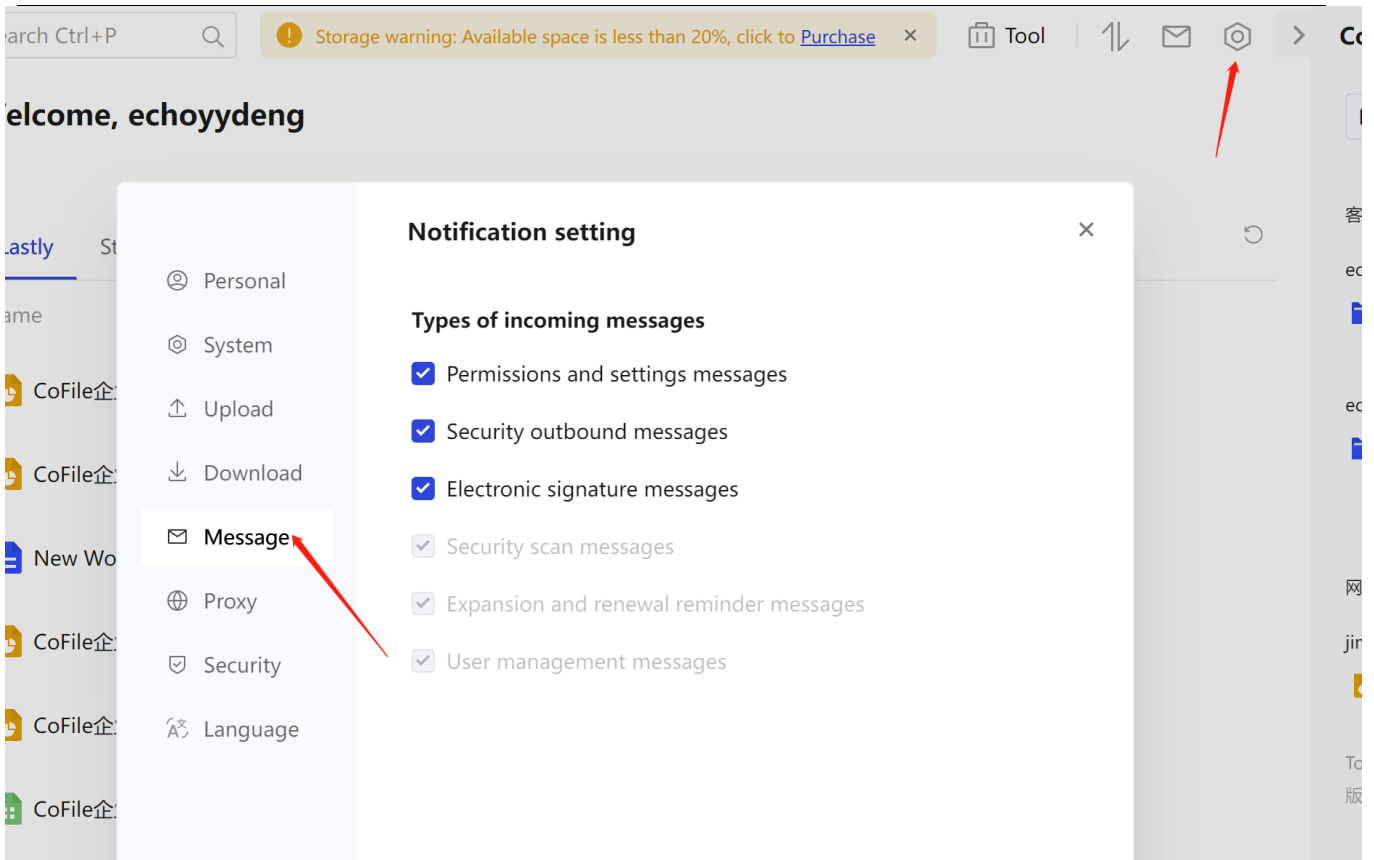 earch Ctrl+P
Storage warning: Available space is less than 20%, click to Purchase
Tool
elcome, echoyydeng
Notification setting
Lastly
Personal
Types of incoming messages
System
Permissions and settings messages
CoFile企
Upload
Security outbound messages
CoFile企
Download
Electronic signature messages
Message
New Wo
Security scan messages
Proxy
Expansion and renewal reminder messages
CoFile企
Security
User management messages
CoFile企
Language
CoFile企
客
网
版